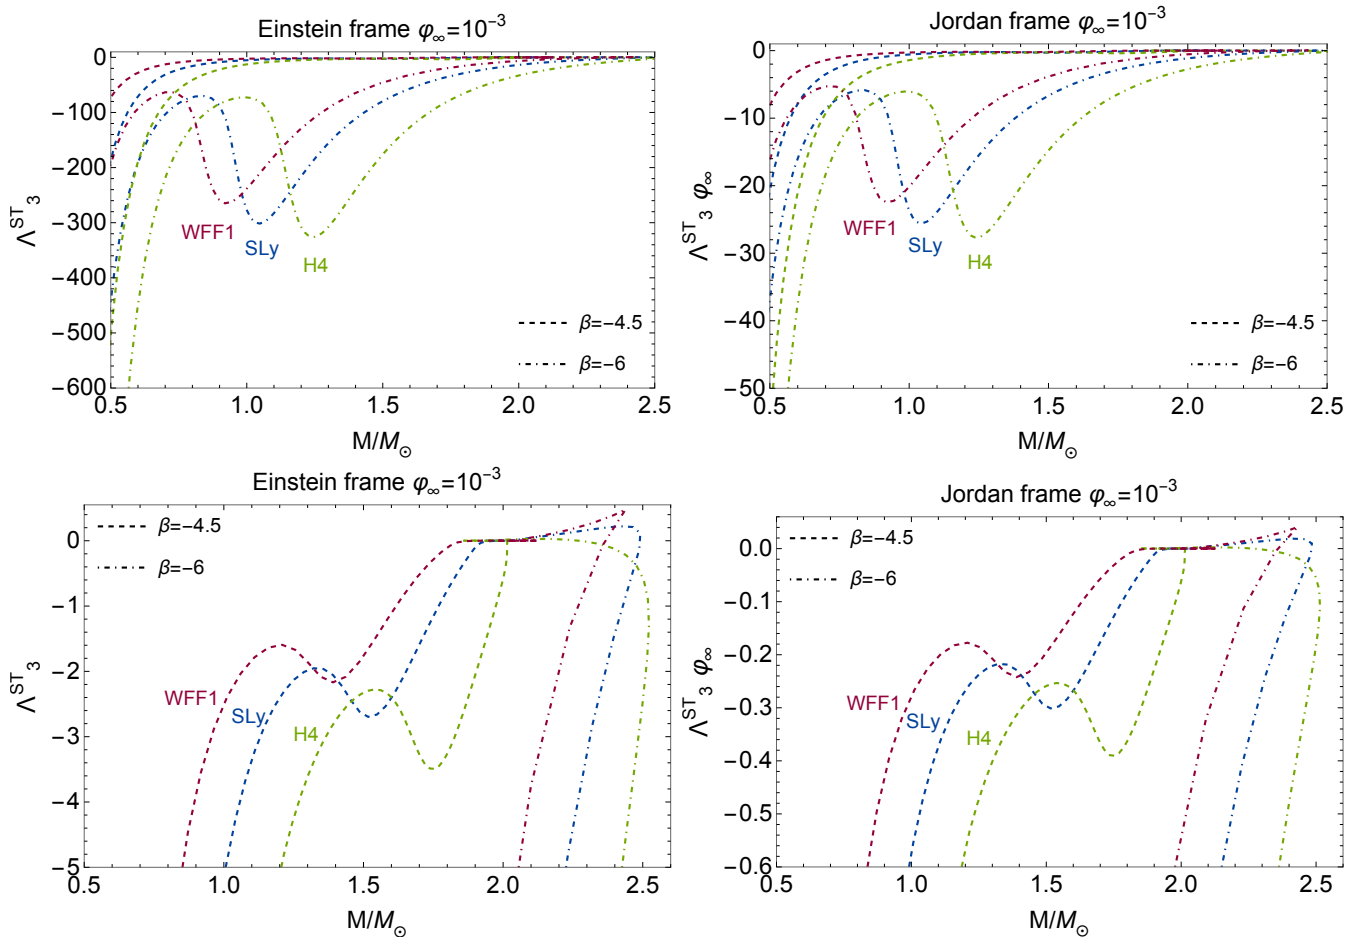 Einstein frame φ∞=10⁻³
0
−100
−200
−300
−400
−500
−600
Λ^ST_3
WFF1
SLy
H4
β=−4.5
β=−6
0.5 1.0 1.5 2.0 2.5
M/M⊙
Jordan frame φ∞=10⁻³
0
−10
−20
−30
−40
−50
Λ^ST_3 φ∞
WFF1
SLy
H4
β=−4.5
β=−6
0.5 1.0 1.5 2.0 2.5
M/M⊙
Einstein frame φ∞=10⁻³
β=−4.5
β=−6
0
−1
−2
−3
−4
−5
Λ^ST_3
WFF1
SLy
H4
0.5 1.0 1.5 2.0 2.5
M/M⊙
Jordan frame φ∞=10⁻³
β=−4.5
β=−6
0.0
−0.1
−0.2
−0.3
−0.4
−0.5
−0.6
Λ^ST_3 φ∞
WFF1
SLy
H4
0.5 1.0 1.5 2.0 2.5
M/M⊙